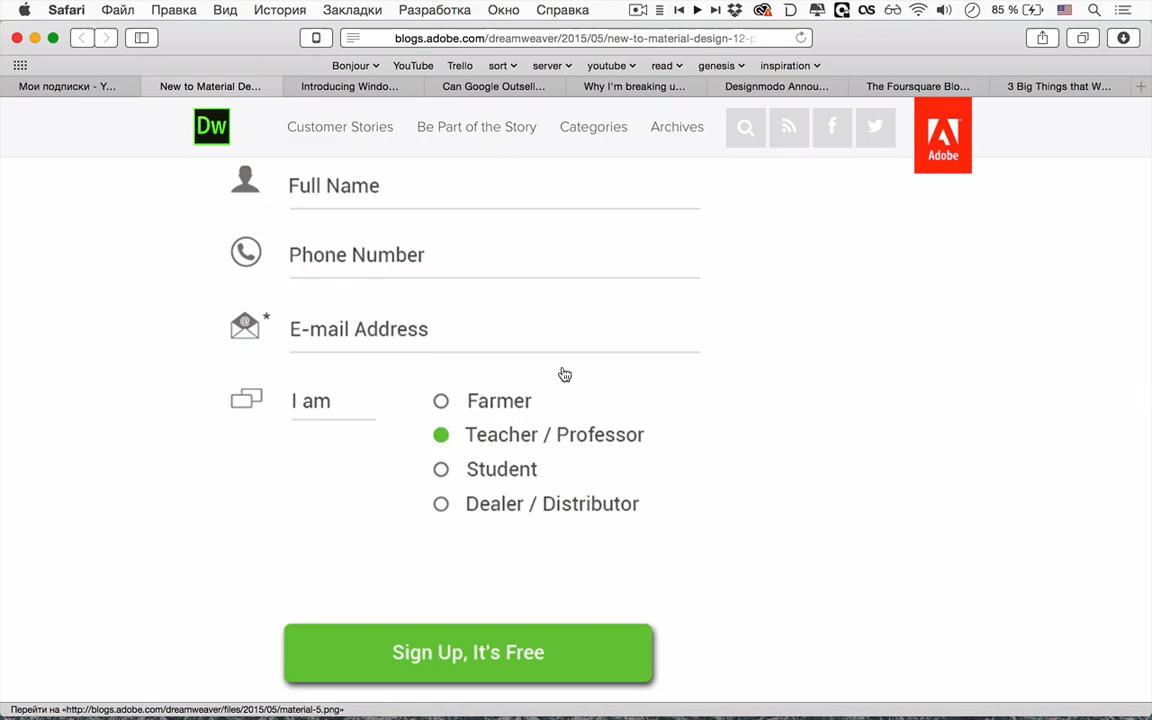 Safari Файл Правка Вид История Закладки Разработка Окно Справка 85 %
blogs.adobe.com/dreamweaver/2015/05/new-to-material-design-12-p
Bonjour YouTube Trello sort server youtube read genesis inspiration
Мои подписки - Y... New to Material De... Introducing Windo... Can Google Outsell... Why I'm breaking u... Designmodo Annou... The Foursquare Blo... 3 Big Things that W...
Dw Customer Stories Be Part of the Story Categories Archives
Adobe
Full Name
Phone Number
* E-mail Address
I am Farmer
Teacher / Professor
Student
Dealer / Distributor
Sign Up, It's Free
Перейти на «http://blogs.adobe.com/dreamweaver/files/2015/05/material-5.png»